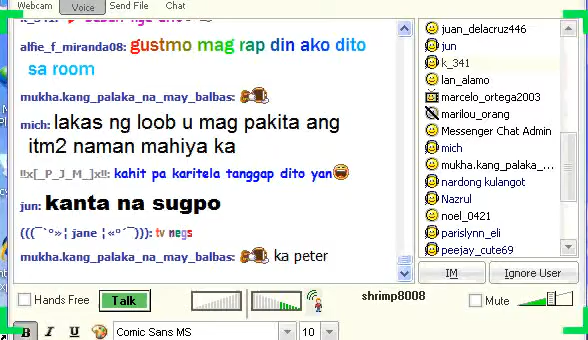 Webcam Voice Send File Chat
alfie_f_miranda08: gustmo mag rap din ako dito
sa room
mukha.kang_palaka_na_may_balbas:
mich: lakas ng loob u mag pakita ang
itm2 naman mahiya ka
!!x[_P_J_M_]x!!: kahit pa karitela tanggap dito yan
jun: kanta na sugpo
(((¯`°»¦ jane ¦«°´¯))): tv negs
mukha.kang_palaka_na_may_balbas: ka peter
juan_delacruz446
jun
k_341
lan_alamo
marcelo_ortega2003
marilou_orang
Messenger Chat Admin
mich
mukha.kang_palaka_...
nardong kulangot
Nazrul
noel_0421
parislynn_eli
peejay_cute69
IM Ignore User
Hands Free Talk shrimp8008 Mute
B I U Comic Sans MS 10